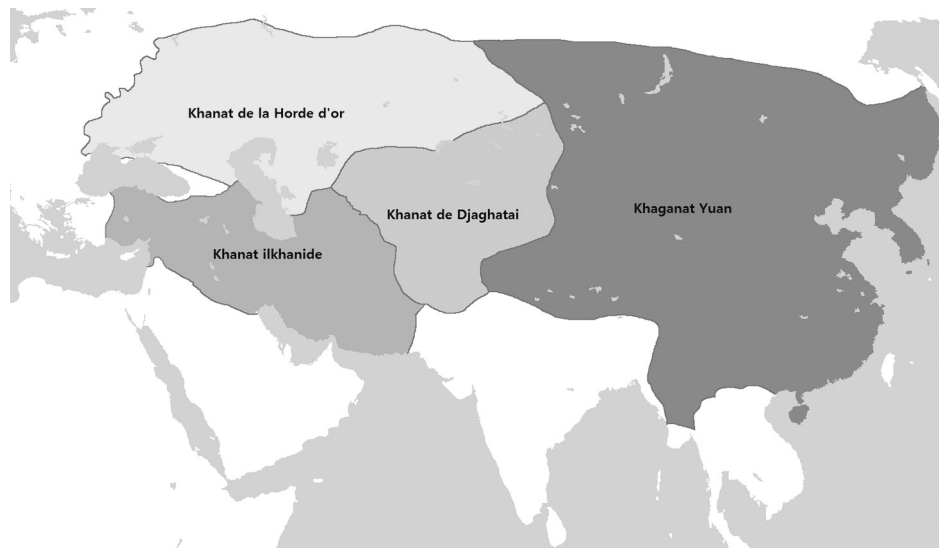 Khanat de la Horde d'or
Khanat de Djaghatai
Khaganat Yuan
Khanat ilkhanide